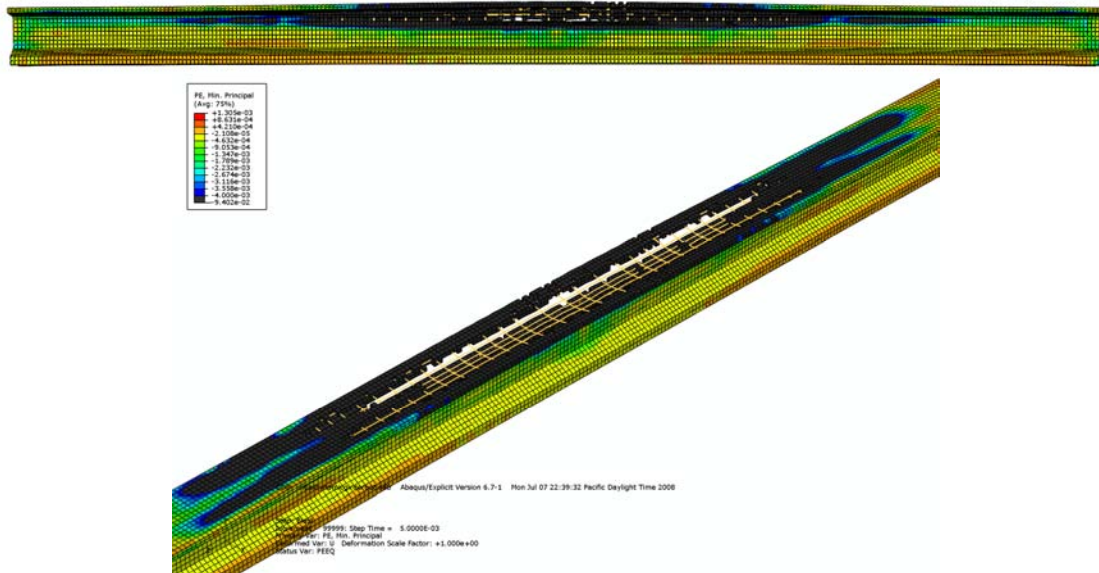 PE, Min. Principal
(Avg: 75%)
+1.305e-03
+8.631e-04
+4.210e-04
-2.108e-05
-4.632e-04
-9.053e-04
-1.347e-03
-1.789e-03
-2.232e-03
-2.674e-03
-3.116e-03
-3.558e-03
-4.000e-03
-9.402e-02
Abaqus/Explicit Version 6.7-1 Mon Jul 07 22:39:32 Pacific Daylight Time 2008
99999: Step Time = 5.0000E-03
Var: PE, Min. Principal
Var: U Deformation Scale Factor: +1.000e+00
Status Var: PEEQ